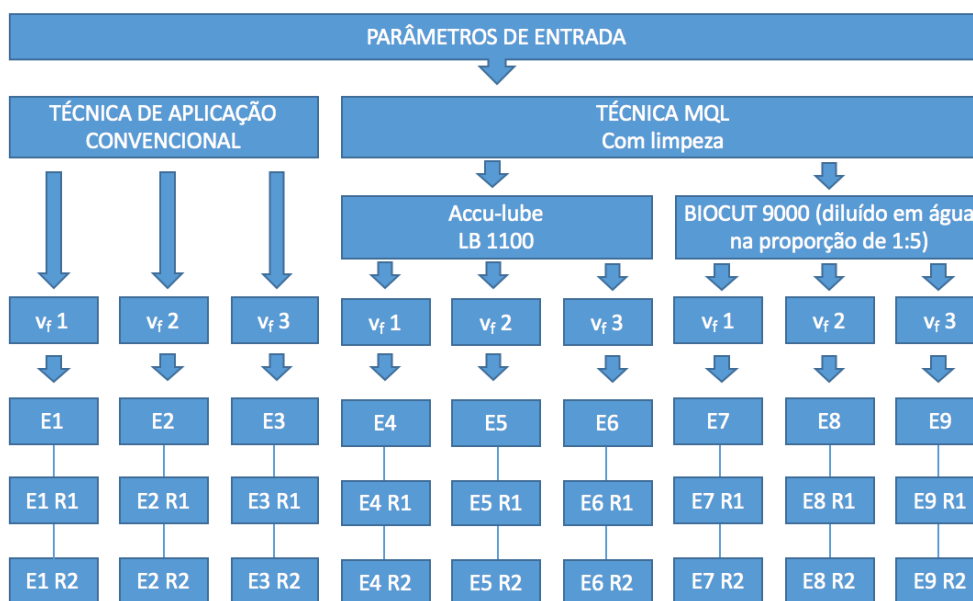 PARÂMETROS DE ENTRADA
TÉCNICA DE APLICAÇÃO
CONVENCIONAL
TÉCNICA MQL
Com limpeza
Accu-lube
LB 1100
BIOCUT 9000 (diluído em água
na proporção de 1:5)
vf 1
vf 2
vf 3
vf 1
vf 2
vf 3
vf 1
vf 2
vf 3
E1
E2
E3
E4
E5
E6
E7
E8
E9
E1 R1
E2 R1
E3 R1
E4 R1
E5 R1
E6 R1
E7 R1
E8 R1
E9 R1
E1 R2
E2 R2
E3 R2
E4 R2
E5 R2
E6 R2
E7 R2
E8 R2
E9 R2